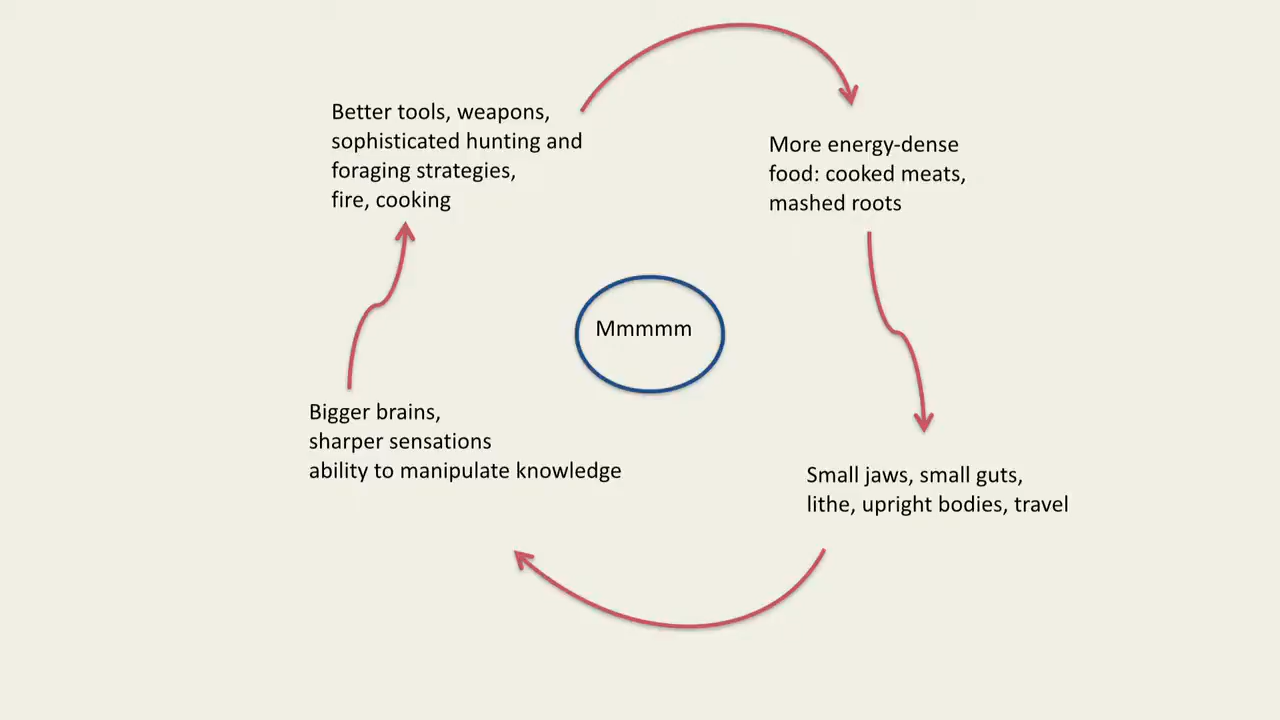 Better tools, weapons,
sophisticated hunting and
foraging strategies,
fire, cooking
More energy-dense
food: cooked meats,
mashed roots
Mmmmm
Bigger brains,
sharper sensations
ability to manipulate knowledge
Small jaws, small guts,
lithe, upright bodies, travel